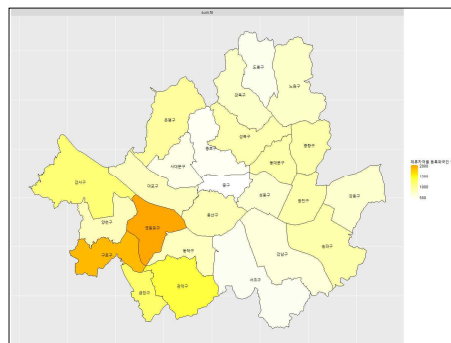 도봉구
노원구
강북구
은평구
성북구
중랑구
종로구
동대문구
서대문구
강서구
마포구
중구
성동구
광진구
강동구
양천구
영등포구
용산구
송파구
동작구
강남구
구로구
서초구
관악구
금천구
2000
1500
1000
500